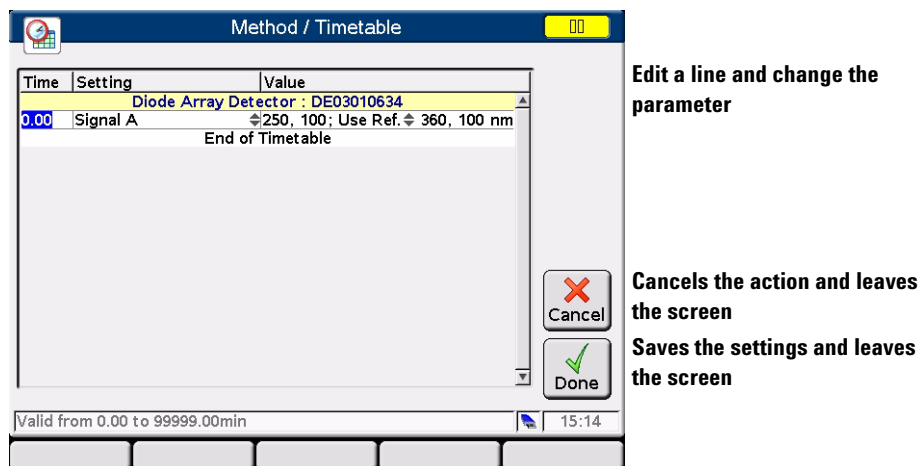 Method / Timetable
Time Setting Value
Diode Array Detector : DE03010634
0.00 Signal A 250, 100; Use Ref. 360, 100 nm
End of Timetable
Edit a line and change the
parameter
Cancel
Cancels the action and leaves
the screen
Done
Saves the settings and leaves
the screen
Valid from 0.00 to 99999.00min
15:14